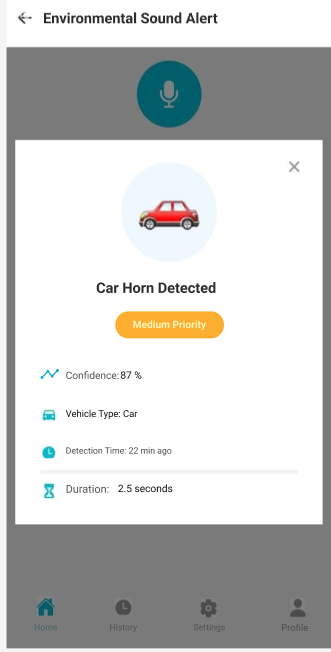 Environmental Sound Alert
Car Horn Detected
Medium Priority
Confidence: 87 %
Vehicle Type: Car
Detection Time: 22 min ago
Duration: 2.5 seconds
Home History Settings Profile